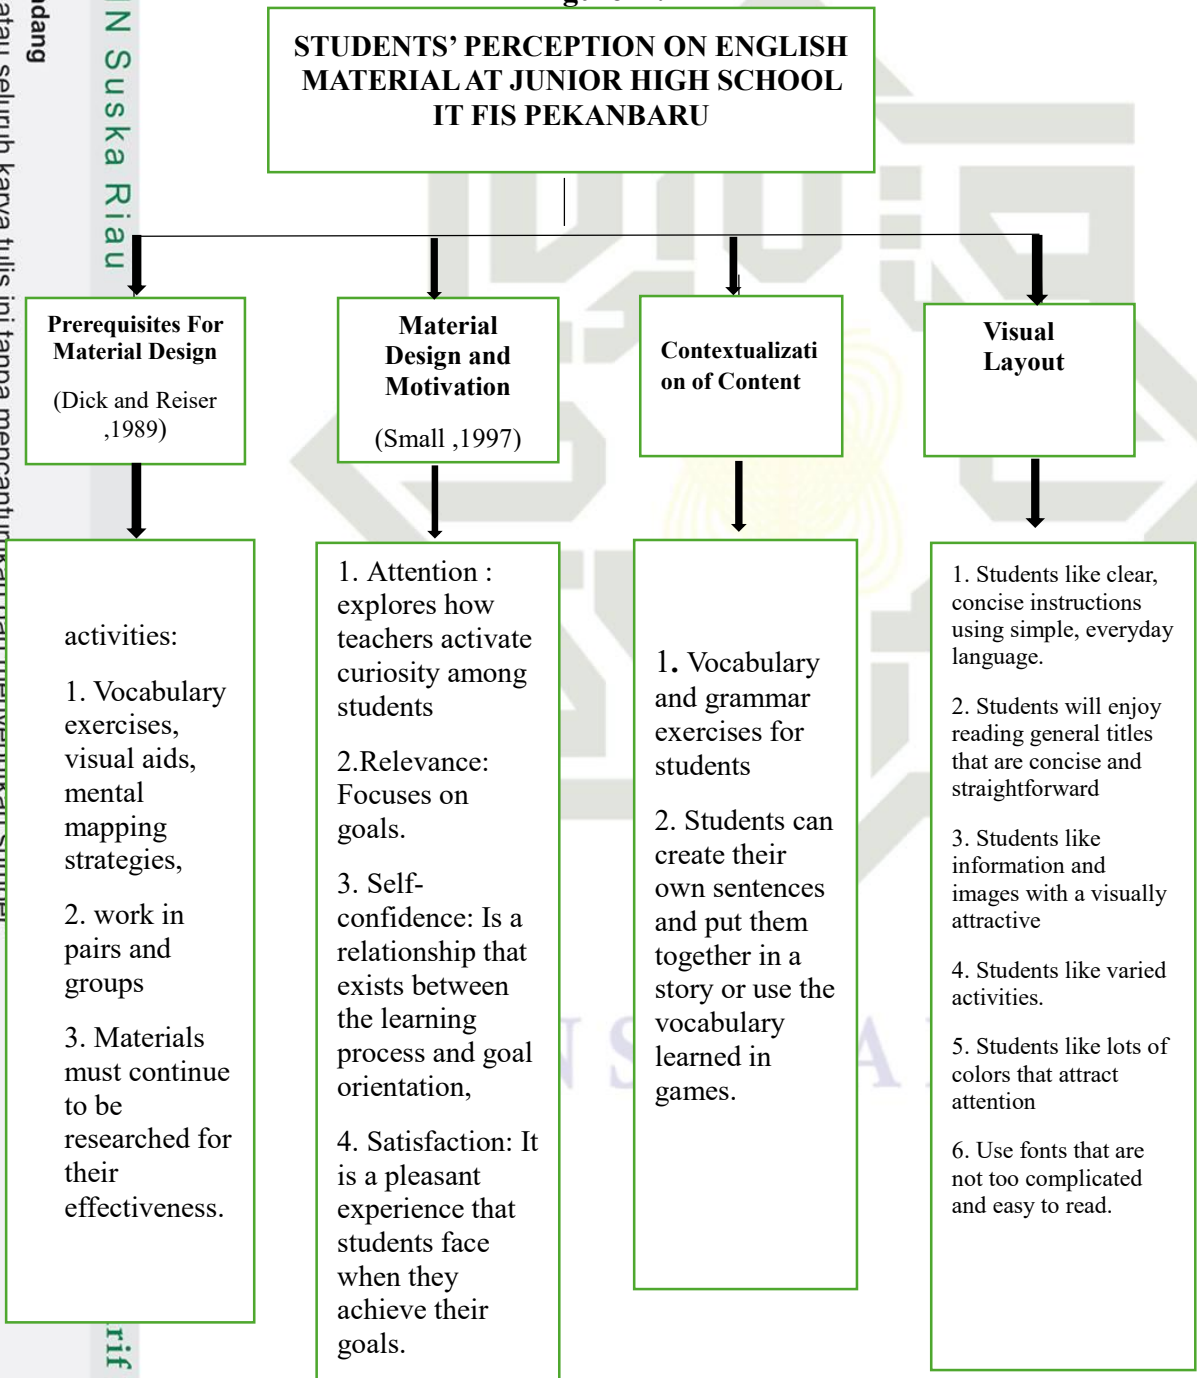 STUDENTS’ PERCEPTION ON ENGLISH
MATERIAL AT JUNIOR HIGH SCHOOL
IT FIS PEKANBARU
Prerequisites For
Material Design
(Dick and Reiser
,1989)
Material
Design and
Motivation
(Small ,1997)
Contextualizati
on of Content
Visual
Layout
activities:
1. Vocabulary
exercises,
visual aids,
mental
mapping
strategies,
2. work in
pairs and
groups
3. Materials
must continue
to be
researched for
their
effectiveness.
1. Attention :
explores how
teachers activate
curiosity among
students
2.Relevance:
Focuses on
goals.
3. Self-
confidence: Is a
relationship that
exists between
the learning
process and goal
orientation,
4. Satisfaction: It
is a pleasant
experience that
students face
when they
achieve their
goals.
1. Vocabulary
and grammar
exercises for
students
2. Students can
create their
own sentences
and put them
together in a
story or use the
vocabulary
learned in
games.
1. Students like clear,
concise instructions
using simple, everyday
language.
2. Students will enjoy
reading general titles
that are concise and
straightforward
3. Students like
information and
images with a visually
attractive
4. Students like varied
activities.
5. Students like lots of
colors that attract
attention
6. Use fonts that are
not too complicated
and easy to read.
N Suska Riau
rif
ndang
atau seluruh karya tulis ini tanpa